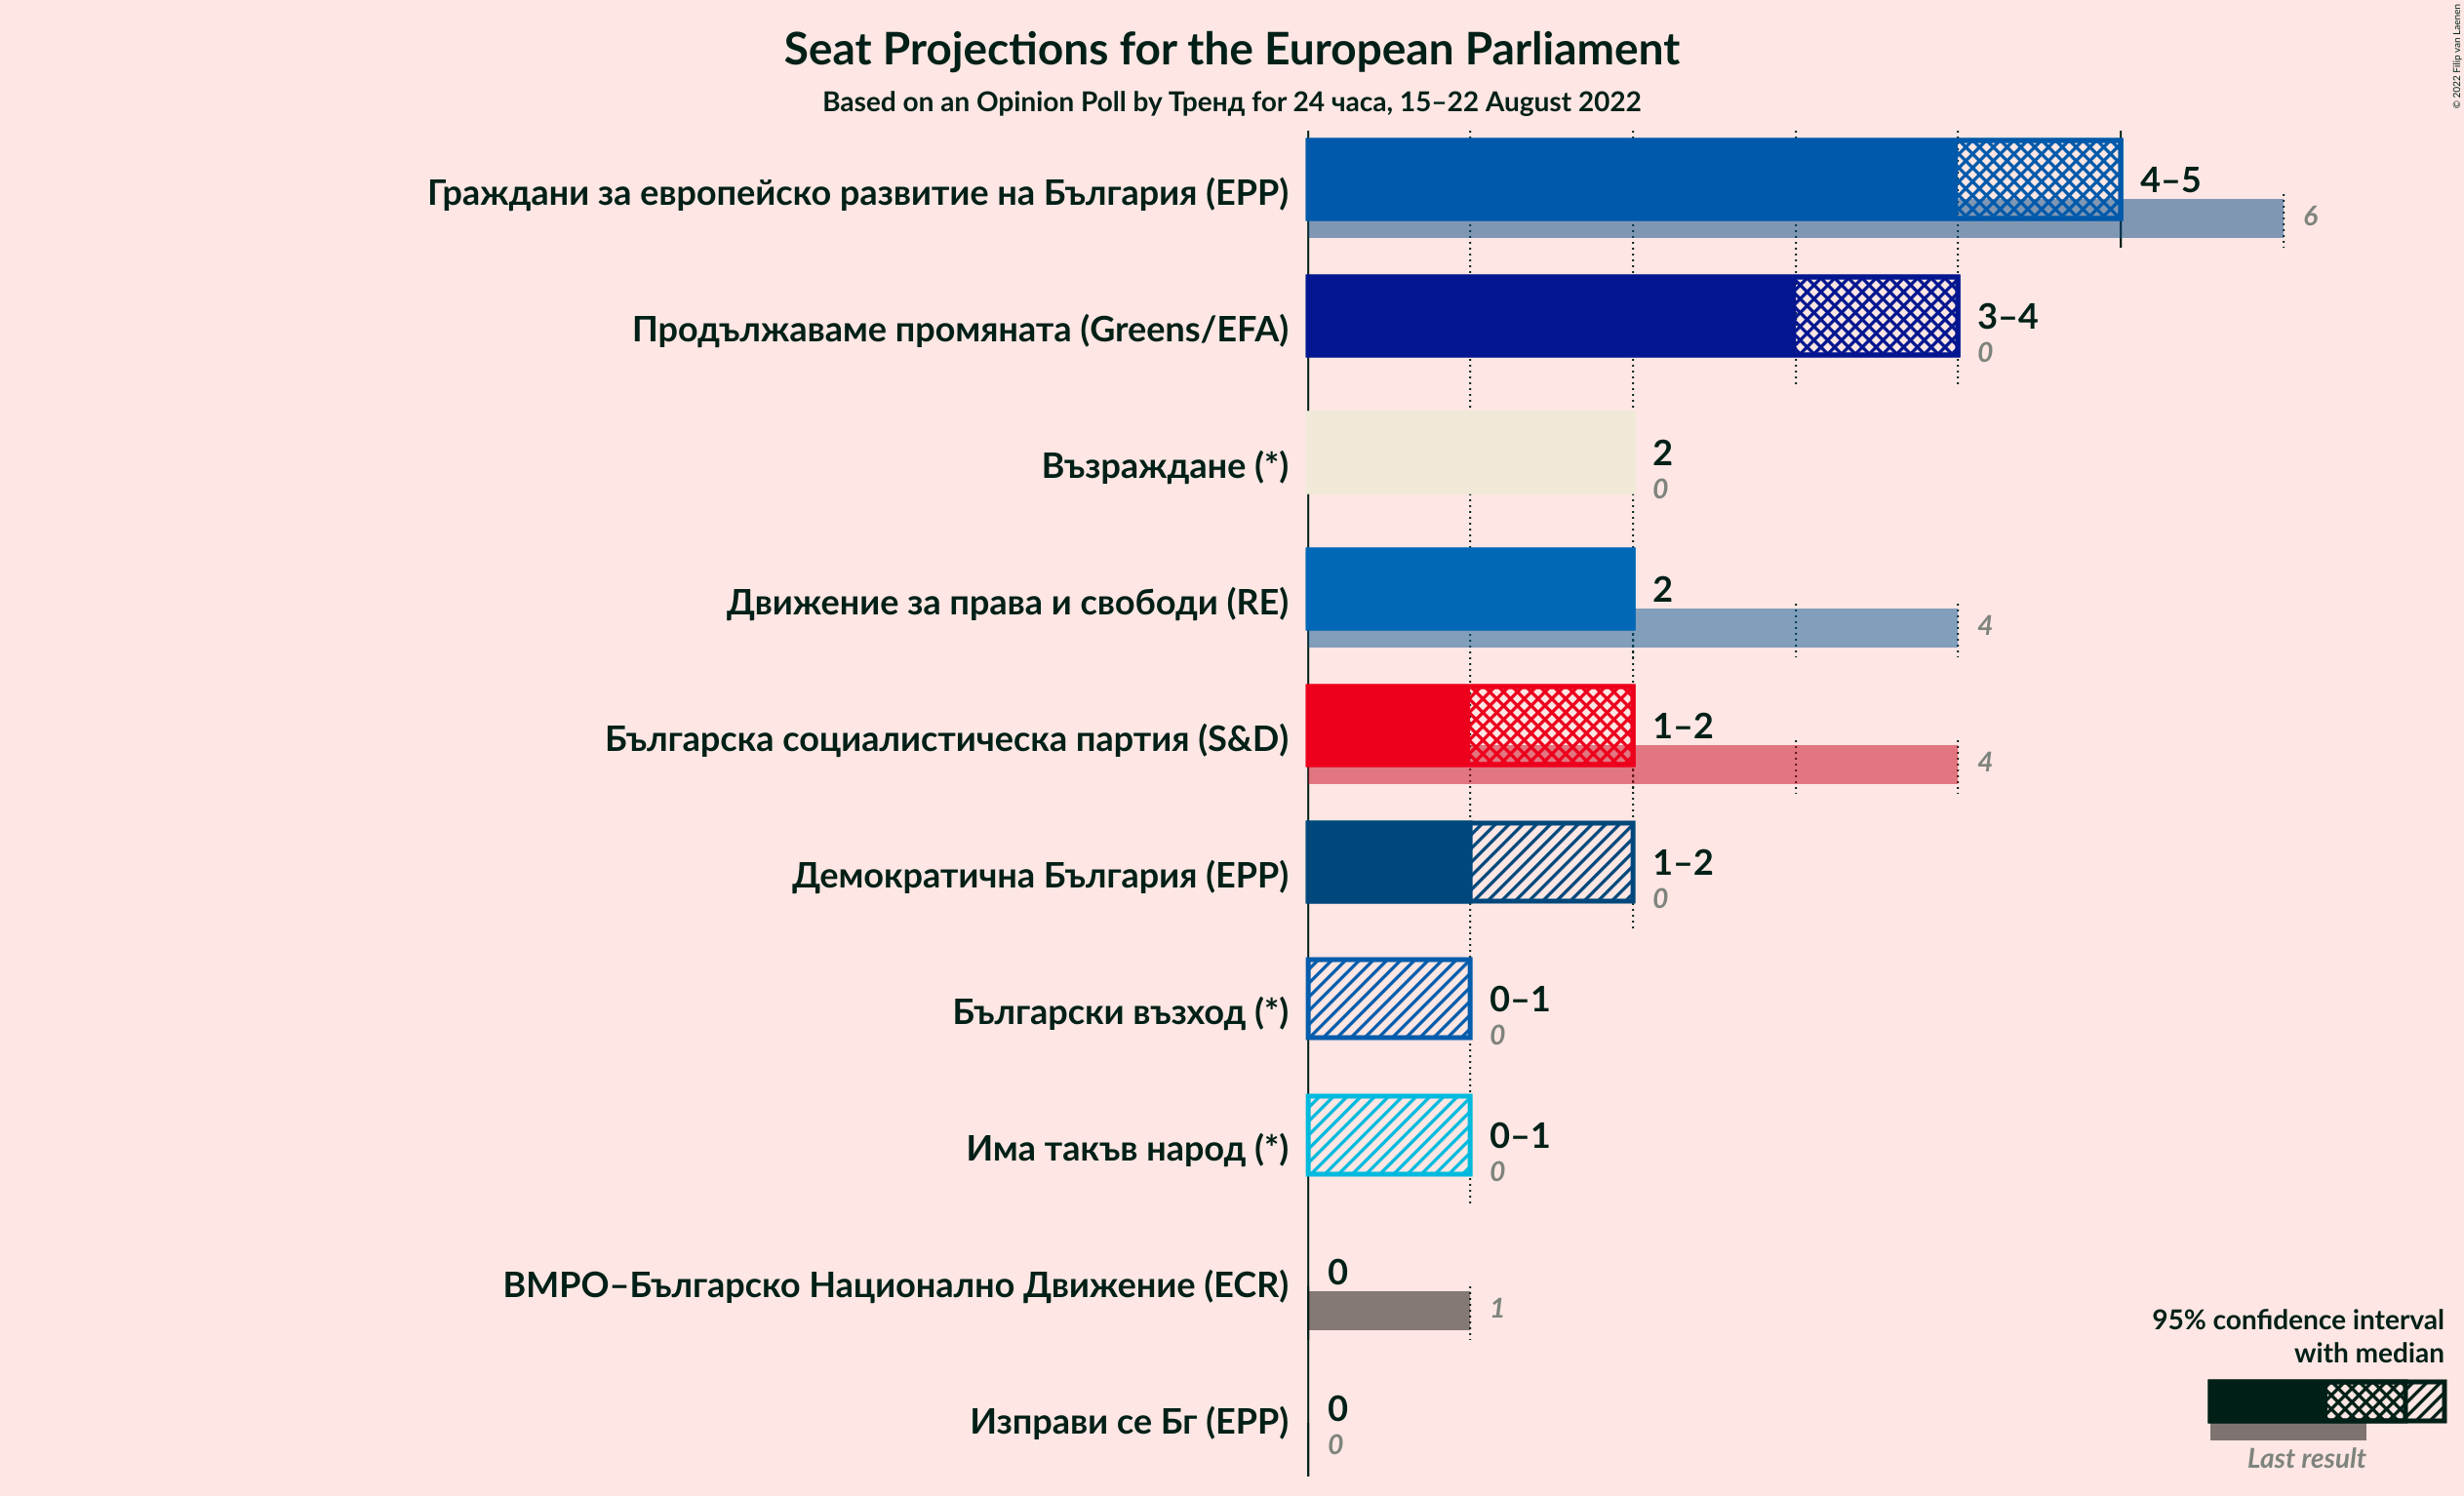 Seat Projections for the European Parliament
Based on an Opinion Poll by Тренд for 24 часа, 15–22 August 2022
© 2022 Filip van Laenen
Граждани за европейско развитие на България (EPP)
4–5
6
Продължаваме промяната (Greens/EFA)
3–4
0
Възраждане (*)
2
0
Движение за права и свободи (RE)
2
4
Българска социалистическа партия (S&D)
1–2
4
Демократична България (EPP)
1–2
0
Български възход (*)
0–1
0
Има такъв народ (*)
0–1
0
ВМРО–Българско Национално Движение (ECR)
0
1
Изправи се Бг (EPP)
0
0
95% confidence interval
with median
Last result